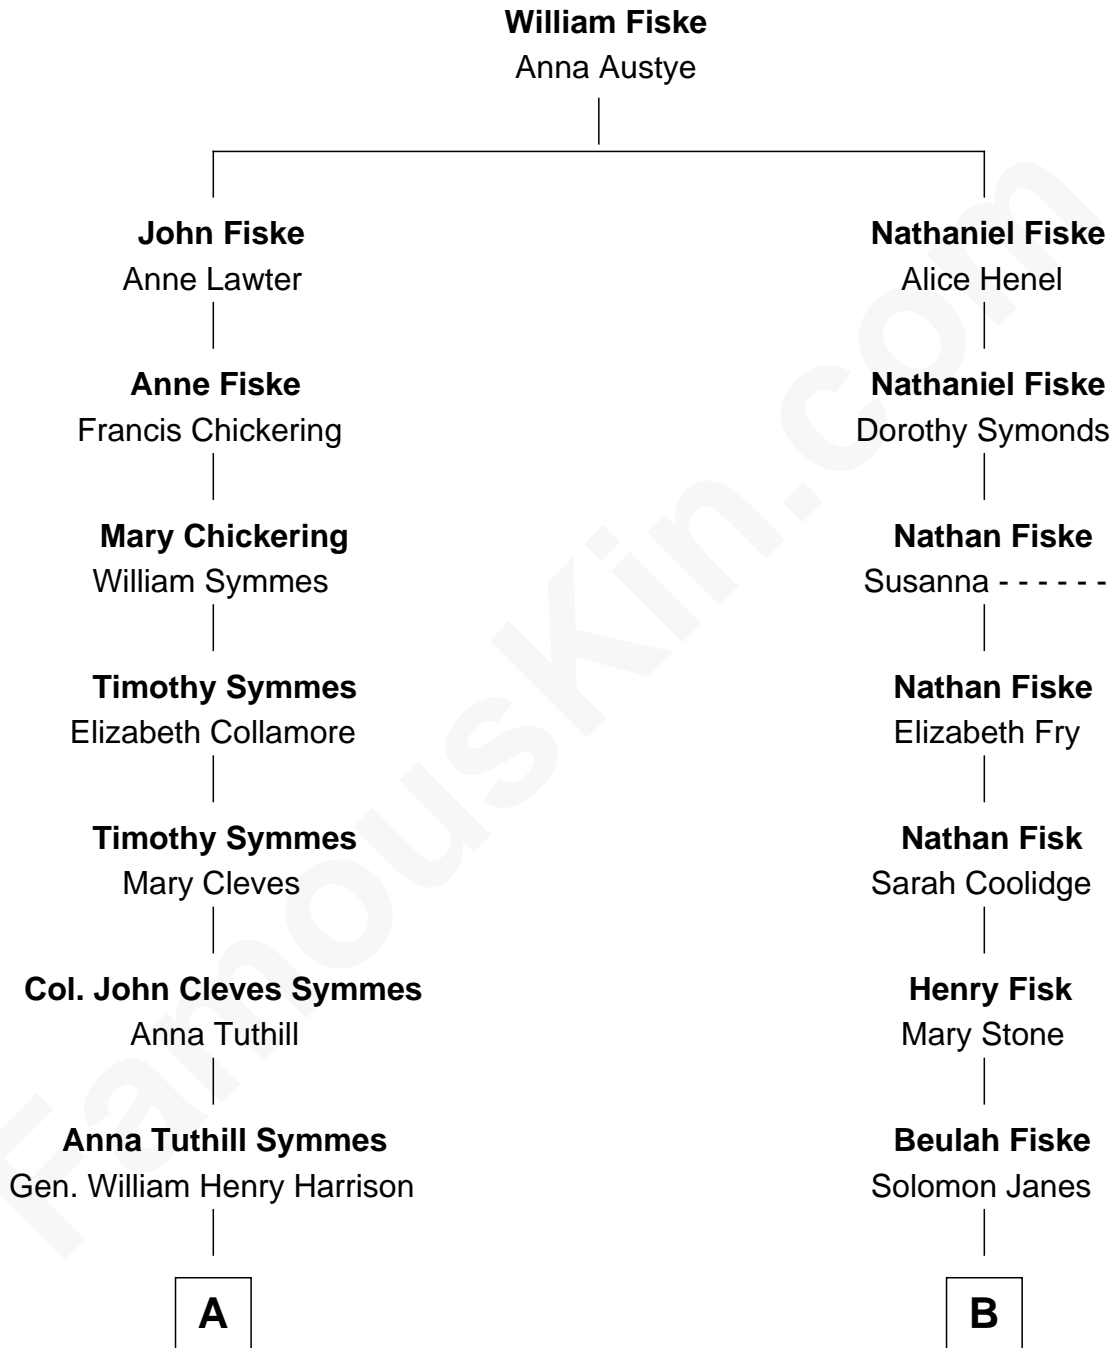 William Fiske
Anna Austye
John Fiske
Anne Lawter
Nathaniel Fiske
Alice Henel
Anne Fiske
Francis Chickering
Nathaniel Fiske
Dorothy Symonds
Mary Chickering
William Symmes
Nathan Fiske
Susanna - - - - - -
Timothy Symmes
Elizabeth Collamore
Nathan Fiske
Elizabeth Fry
Timothy Symmes
Mary Cleves
Nathan Fisk
Sarah Coolidge
Col. John Cleves Symmes
Anna Tuthill
Henry Fisk
Mary Stone
Anna Tuthill Symmes
Gen. William Henry Harrison
Beulah Fiske
Solomon Janes
A
B
FamousKin.com